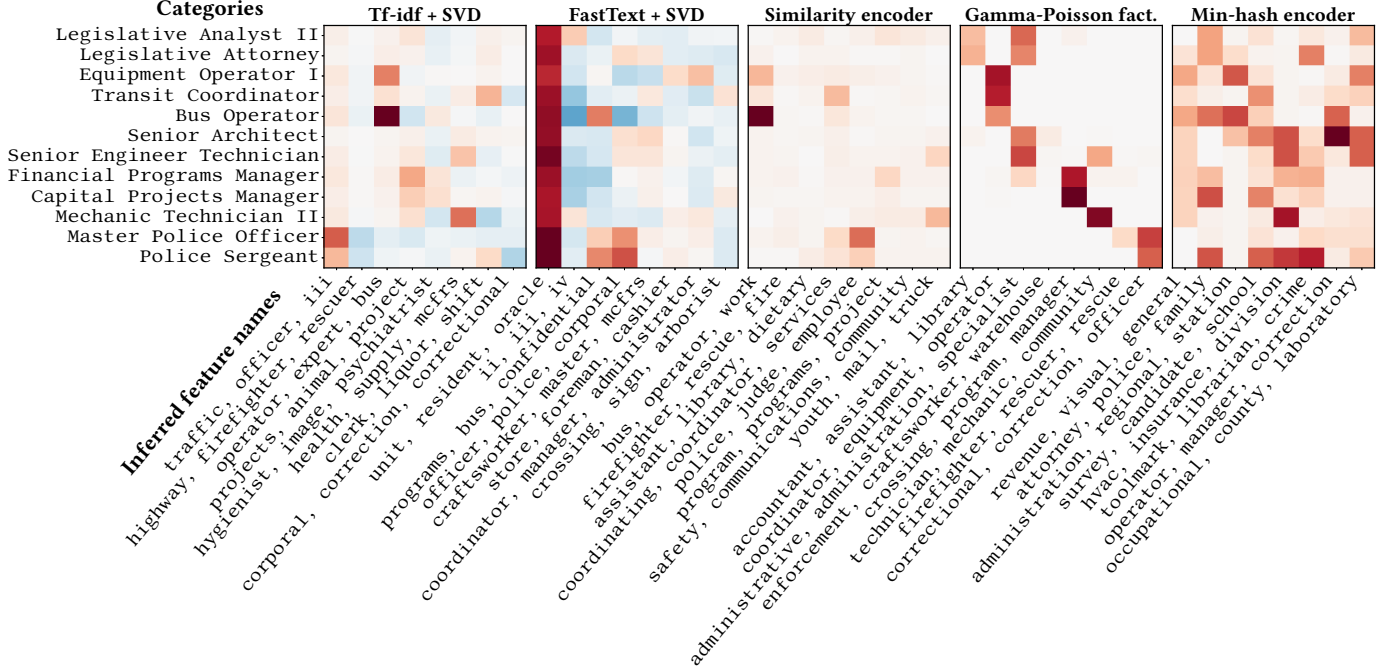 Categories
Tf-idf + SVD
FastText + SVD
Similarity encoder
Gamma-Poisson fact.
Min-hash encoder
Legislative Analyst II
Legislative Attorney
Equipment Operator I
Transit Coordinator
Bus Operator
Senior Architect
Senior Engineer Technician
Financial Programs Manager
Capital Projects Manager
Mechanic Technician II
Master Police Officer
Police Sergeant
Inferred feature names
traffic, officer, iii
highway, firefighter, rescuer
operator, expert, bus
projects, animal, project
hygienist, image, psychiatrist
health, supply, mcfrs
clerk, liquor, shift
corporal, correction, correctional
unit, resident, oracle
ii, iii, iv
programs, bus, confidential
officer, police, corporal
craftsworker, master, mcfrs
store, foreman, cashier
coordinator, manager, administrator
crossing, sign, arborist
bus, operator, work
firefighter, rescue, fire
assistant, library, dietary
coordinating, coordinator, services
police, judge, employee
program, programs, project
safety, communications, community
youth, mail, truck
accountant, assistant, library
coordinator, equipment, operator
administrative, administration, specialist
enforcement, craftsworker, warehouse
crossing, program, manager
technician, mechanic, community
firefighter, rescuer, rescue
correctional, correction, officer
revenue, visual, general
attorney, police, family
administration, regional, station
survey, candidate, school
hvac, insurance, division
toolmark, librarian, crime
operator, manager, correction
occupational, county, laboratory